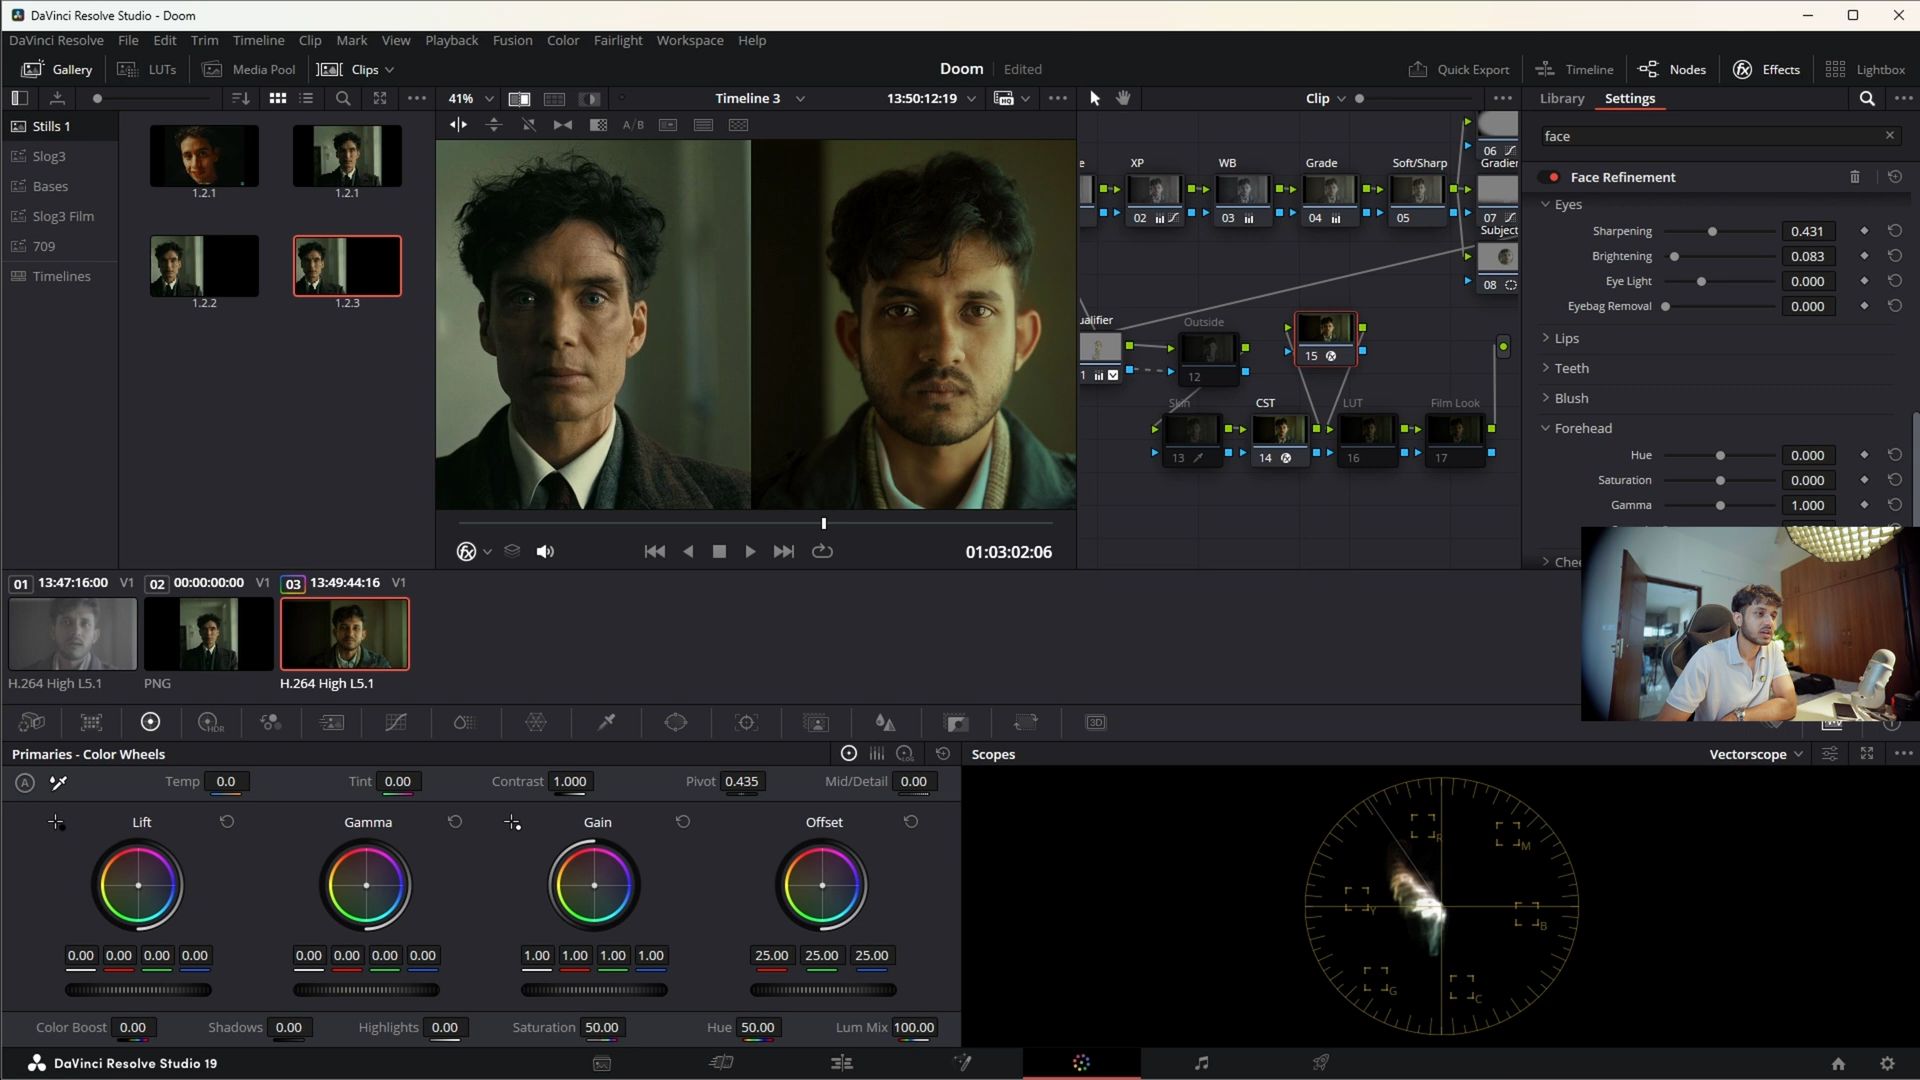 DaVinci Resolve Studio - Doom
DaVinci Resolve File Edit Trim Timeline Clip Mark View Playback Fusion Color Fairlight Workspace Help
Gallery LUTs Media Pool Clips Doom Edited Quick Export Timeline Nodes Effects Lightbox
41% Timeline 3 13:50:12:19 Clip Library Settings
A/B
face
Stills 1
Slog3
Bases
Slog3 Film
709
Timelines
1.2.1 1.2.1
1.2.2 1.2.3
e XP WB Grade Soft/Sharp Gradien
02 03 04 05 06
07
Subject
08
ualifier Outside
1 12 15
Skin CST LUT Film Look
13 14 16 17
Face Refinement
Eyes
Sharpening 0.431
Brightening 0.083
Eye Light 0.000
Eyebag Removal 0.000
Lips
Teeth
Blush
Forehead
Hue 0.000
Saturation 0.000
Gamma 1.000
Chee
01:03:02:06
01 13:47:16:00 V1 02 00:00:00:00 V1 03 13:49:44:16 V1
H.264 High L5.1 PNG H.264 High L5.1
HDR 3D
Primaries - Color Wheels LOG Scopes Vectorscope
A Temp 0.0 Tint 0.00 Contrast 1.000 Pivot 0.435 Mid/Detail 0.00
Lift Gamma Gain Offset
0.00 0.00 0.00 0.00 0.00 0.00 0.00 0.00 1.00 1.00 1.00 1.00 25.00 25.00 25.00
Color Boost 0.00 Shadows 0.00 Highlights 0.00 Saturation 50.00 Hue 50.00 Lum Mix 100.00
R
M
Y
B
G
C
DaVinci Resolve Studio 19